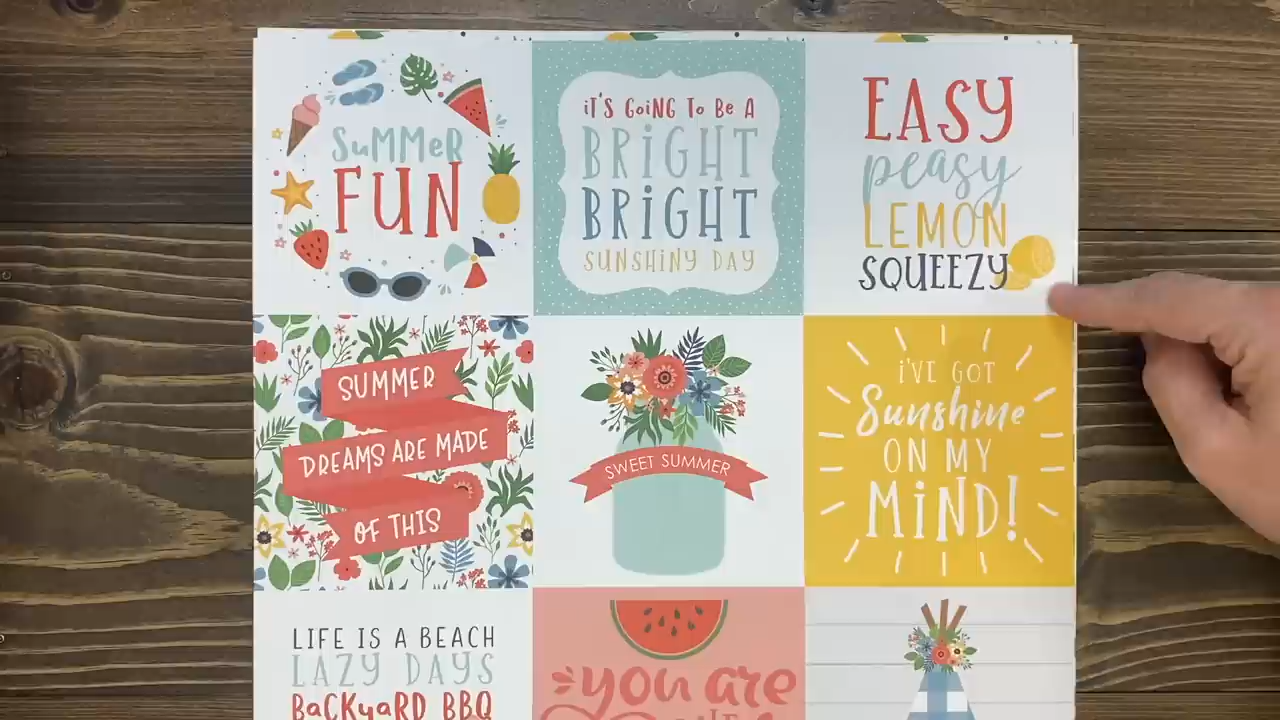 SuMMeR
FUN
iT'S GoiNG To Be A
BRiGHT
BRiGHT
SUNSHiNY DAY
EASY
peasy
LEMON
SQUEEZY
SUMMER
DREAMS ARE MADE
OF THIS
SWEET SUMMER
i'VE GOT
Sunshine
ON MY
MiND!
LIFE IS A BEACH
LAZY DAYS
BaCKyaRD BBQ
you are